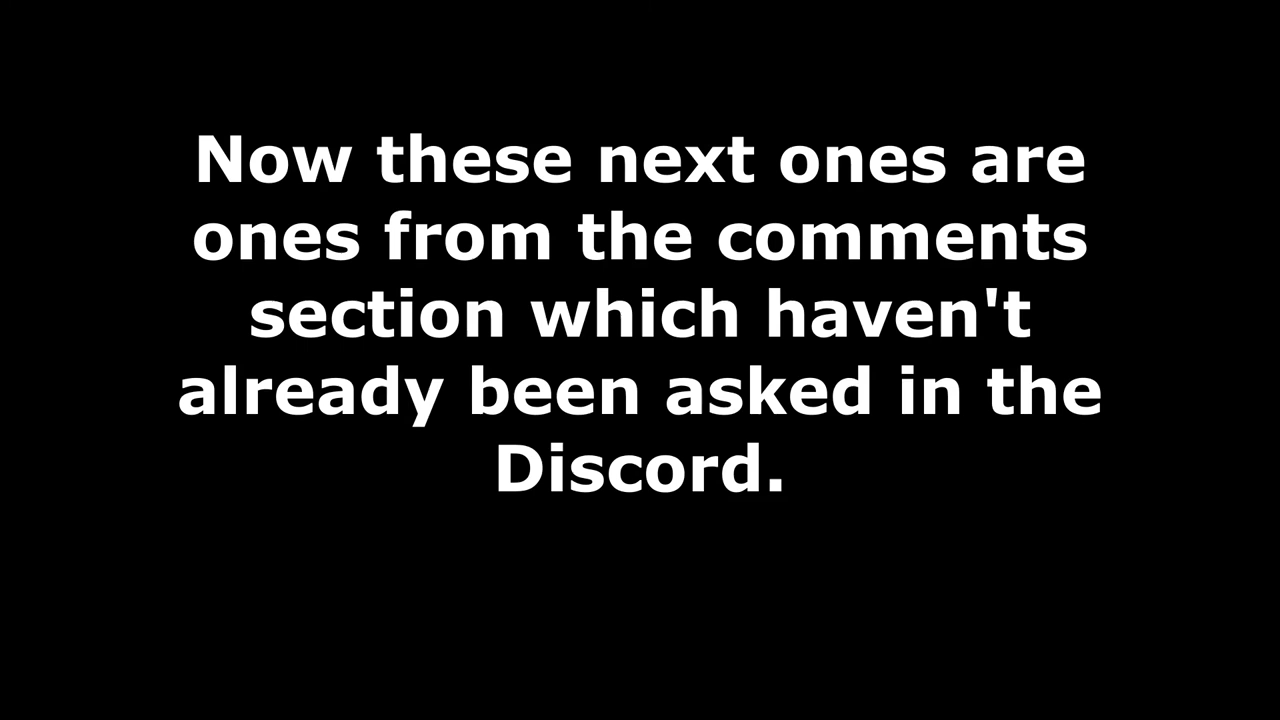 Now these next ones are
ones from the comments
section which haven't
already been asked in the
Discord.